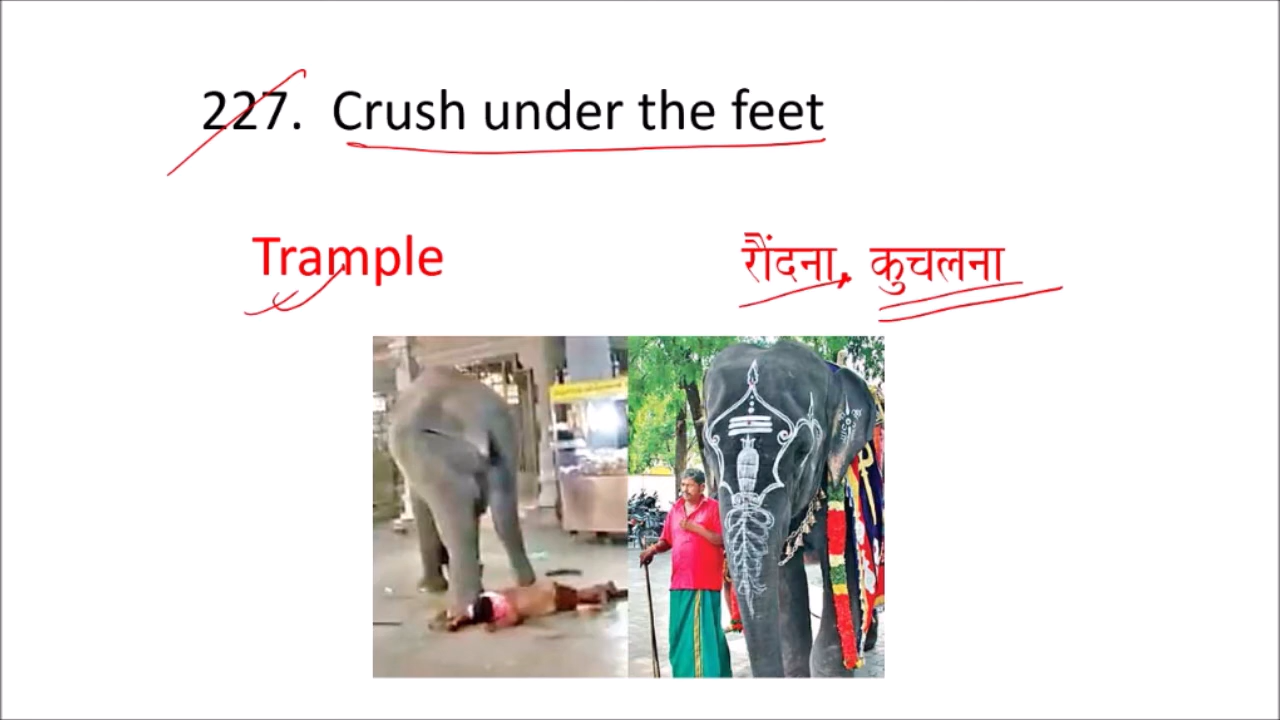 227. Crush under the feet
Trample
रौंदना, कुचलना